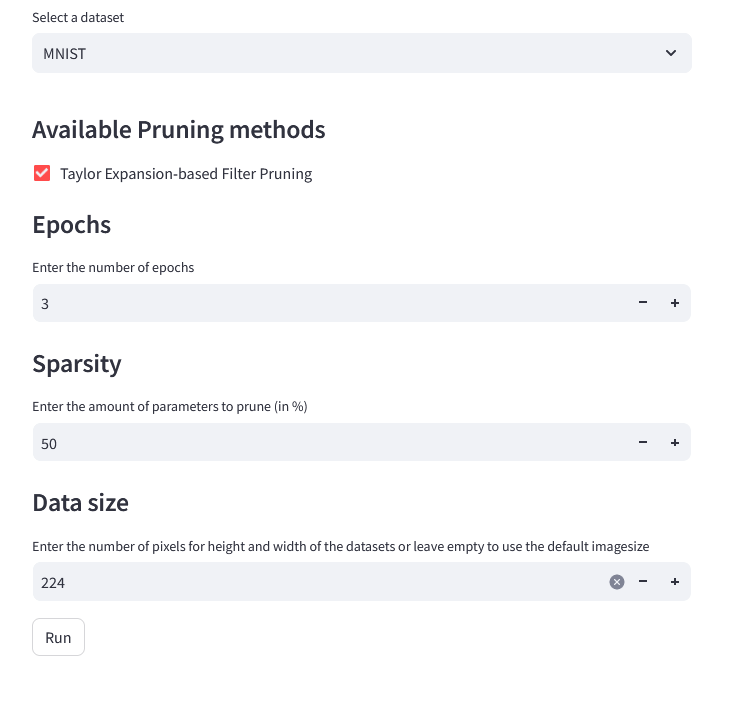 Select a dataset
MNIST
Available Pruning methods
Taylor Expansion-based Filter Pruning
Epochs
Enter the number of epochs
3
Sparsity
Enter the amount of parameters to prune (in %)
50
Data size
Enter the number of pixels for height and width of the datasets or leave empty to use the default imagesize
224
Run